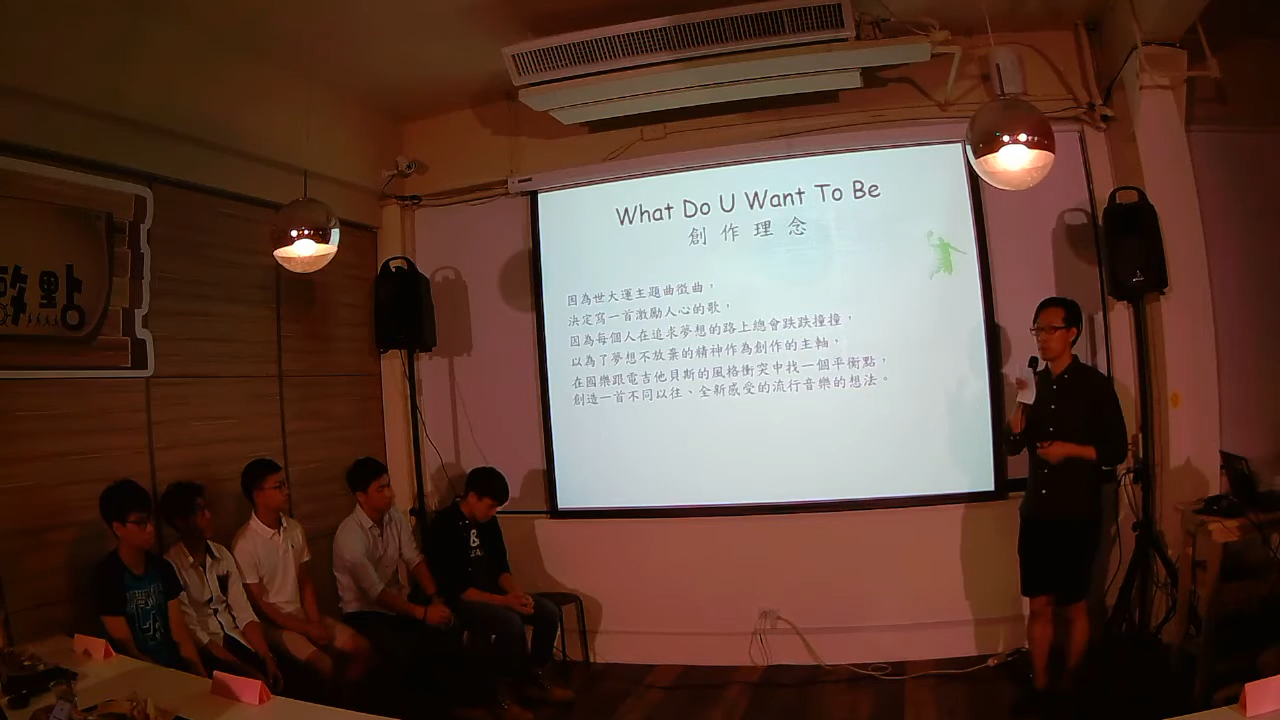 What Do U Want To Be
創作理念
因為世大運主題曲徵曲，
決定寫一首激勵人心的歌，
因為每個人在追求夢想的路上總會跌跌撞撞，
以為了夢想不放棄的精神作為創作的主軸，
在國樂跟電吉他貝斯的風格衝突中找一個平衡點，
創造一首不同以往、全新感受的流行音樂的想法。
點
&